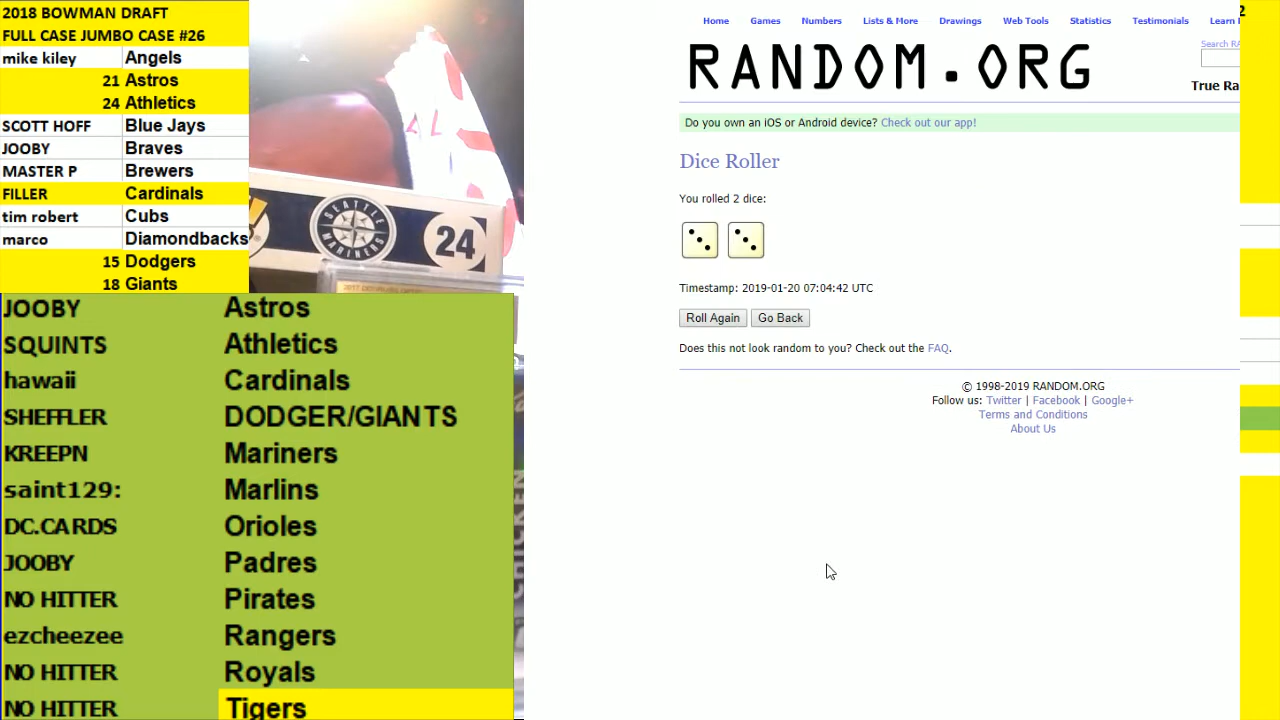 2018 BOWMAN DRAFT
FULL CASE JUMBO CASE #26
mike kiley Angels
21 Astros
24 Athletics
SCOTT HOFF Blue Jays
JOOBY Braves
MASTER P Brewers
FILLER Cardinals
tim robert Cubs
marco Diamondbacks
15 Dodgers
18 Giants
JOOBY Astros
SQUINTS Athletics
hawaii Cardinals
SHEFFLER DODGER/GIANTS
KREEPN Mariners
saint129: Marlins
DC.CARDS Orioles
JOOBY Padres
NO HITTER Pirates
ezcheezee Rangers
NO HITTER Royals
NO HITTER Tigers
SEATTLE
MARINERS
24
Home Games Numbers Lists & More Drawings Web Tools Statistics Testimonials Learn
RANDOM.ORG
Search RA
True Ra
Do you own an iOS or Android device? Check out our app!
Dice Roller
You rolled 2 dice:
Timestamp: 2019-01-20 07:04:42 UTC
Roll Again Go Back
Does this not look random to you? Check out the FAQ.
© 1998-2019 RANDOM.ORG
Follow us: Twitter | Facebook | Google+
Terms and Conditions
About Us
2